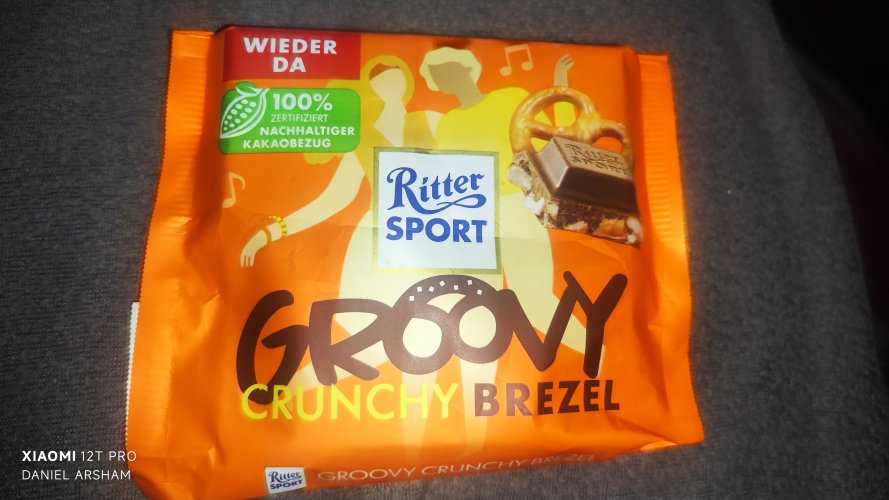 WIEDER
DA
100%
ZERTIFIZIERT
NACHHALTIGER
KAKAOBEZUG
Ritter
SPORT
Ritter
SPORT
GROOVY
CRUNCHY BREZEL
Ritter
SPORT
GROOVY CRUNCHY BREZEL
XIAOMI 12T PRO
DANIEL ARSHAM